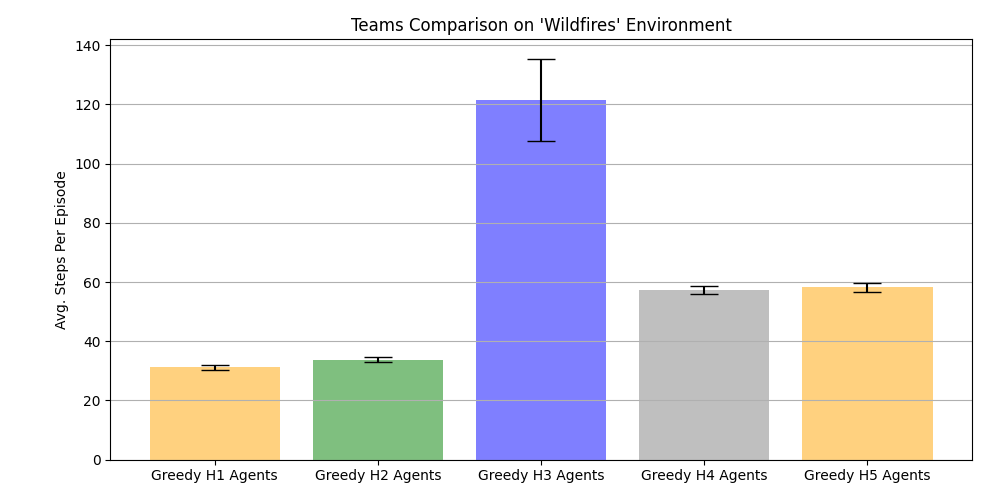 Teams Comparison on 'Wildfires' Environment
Avg. Steps Per Episode
140
120
100
80
60
40
20
0
Greedy H1 Agents
Greedy H2 Agents
Greedy H3 Agents
Greedy H4 Agents
Greedy H5 Agents